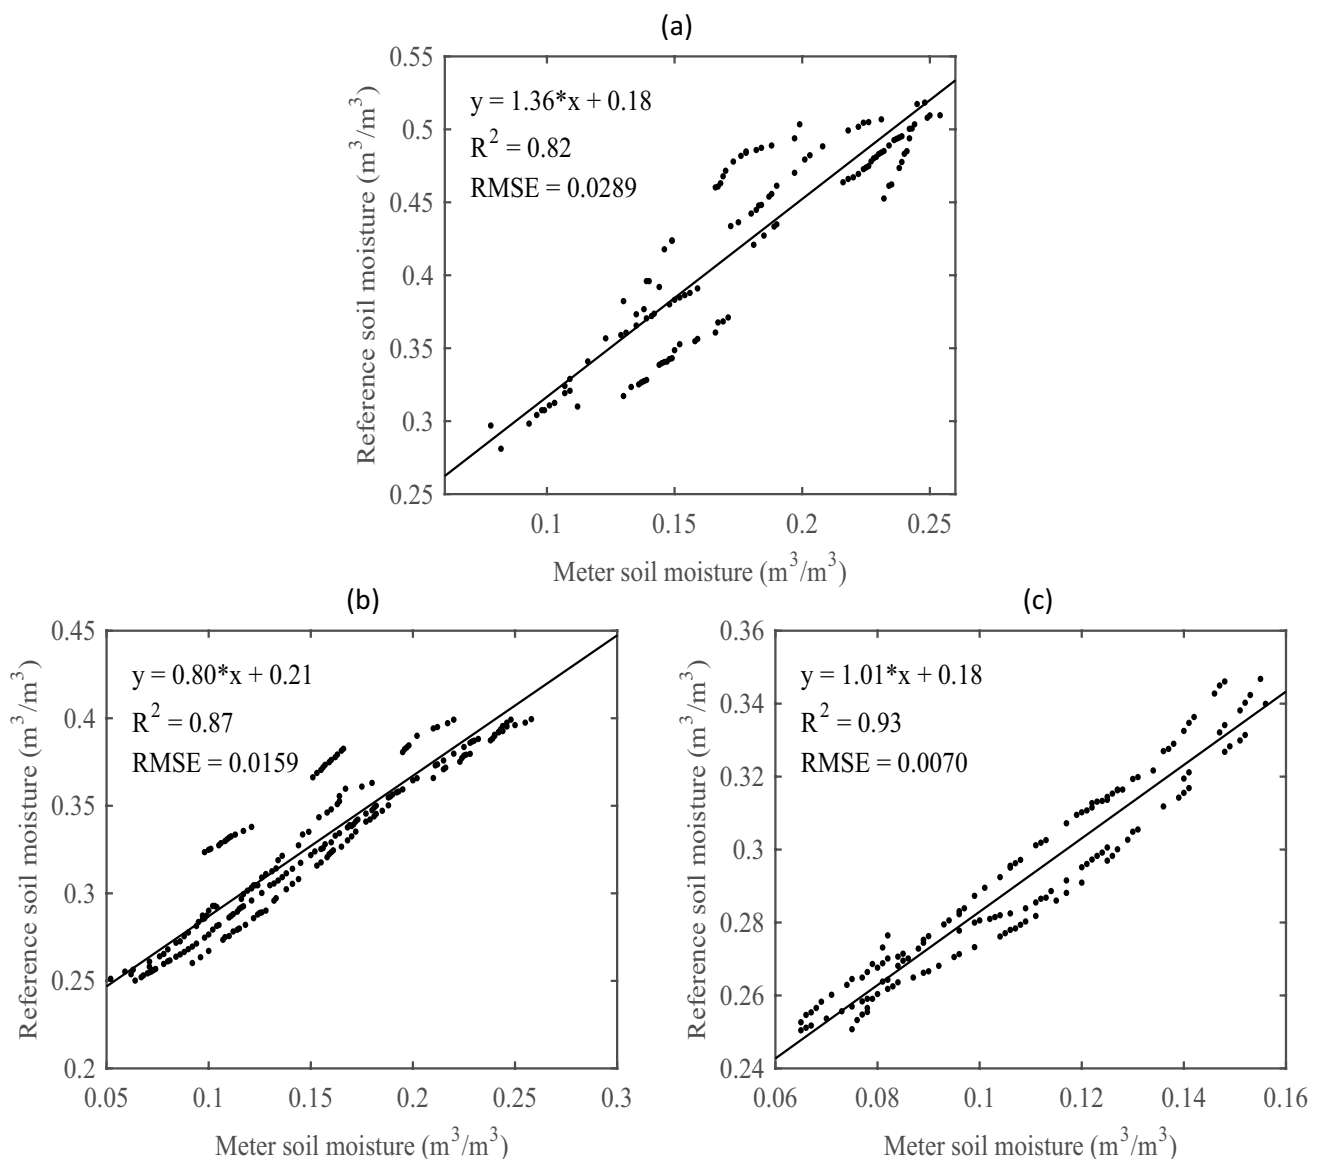 (a)
0.55
0.5
0.45
0.4
0.35
0.3
0.25
Reference soil moisture (m³/m³)
y = 1.36*x + 0.18
R² = 0.82
RMSE = 0.0289
0.1 0.15 0.2 0.25
Meter soil moisture (m³/m³)
(b)
0.45
0.4
0.35
0.3
0.25
0.2
Reference soil moisture (m³/m³)
y = 0.80*x + 0.21
R² = 0.87
RMSE = 0.0159
0.05 0.1 0.15 0.2 0.25 0.3
Meter soil moisture (m³/m³)
(c)
0.36
0.34
0.32
0.3
0.28
0.26
0.24
Reference soil moisture (m³/m³)
y = 1.01*x + 0.18
R² = 0.93
RMSE = 0.0070
0.06 0.08 0.1 0.12 0.14 0.16
Meter soil moisture (m³/m³)